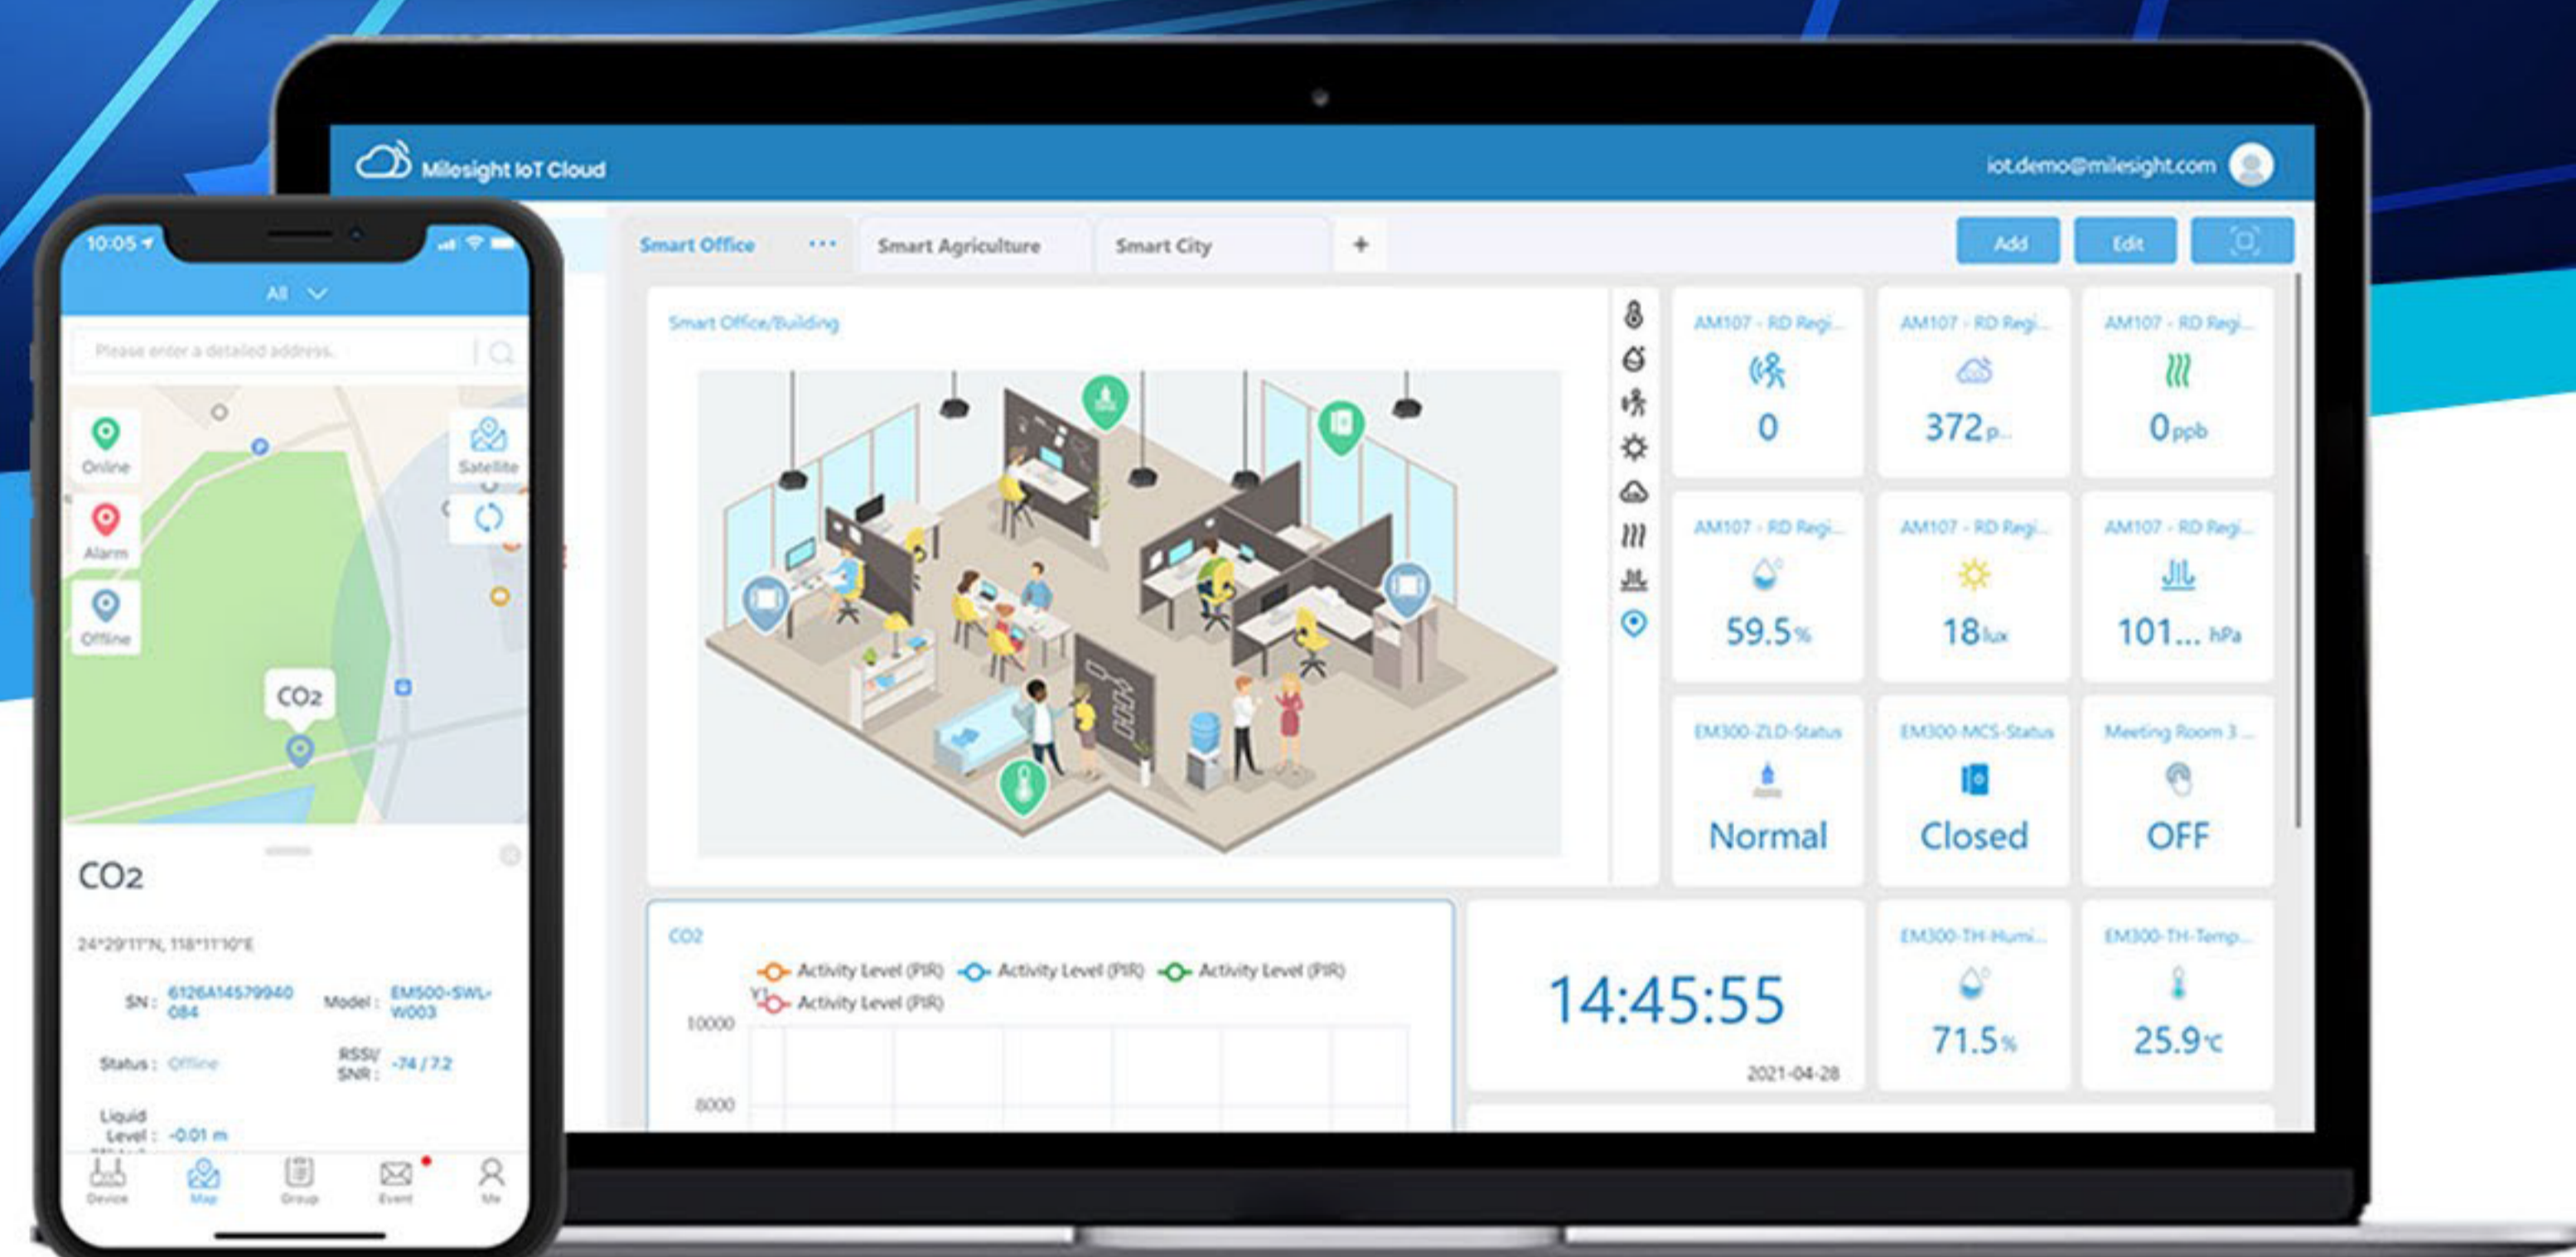 10:05
All
Please enter a detailed address.
Online
Satellite
Alarm
Offline
CO2
CO2
24°29'11"N, 118°11'10"E
SN : 6126A14579940084
Model : EM500-SWL-W003
Status : Offline
RSSI/SNR : -74 / 7.2
Liquid Level : -0.01 m
Device
Map
Group
Event
Me
Milesight IoT Cloud
iot.demo@milesight.com
Smart Office
...
Smart Agriculture
Smart City
+
Add
Edit
Smart Office/Building
AM107 - RD Regi...
0
AM107 - RD Regi...
372 p...
AM107 - RD Regi...
0 ppb
AM107 - RD Regi...
59.5 %
AM107 - RD Regi...
18 lux
AM107 - RD Regi...
101... hPa
EM300-ZLD-Status
Normal
EM300-MCS-Status
Closed
Meeting Room 3 ...
OFF
CO2
Activity Level (PIR)
Activity Level (PIR)
Activity Level (PIR)
Activity Level (PIR)
Y1
10000
8000
14:45:55
2021-04-28
EM300-TH-Humi...
71.5 %
EM300-TH-Temp...
25.9 ℃